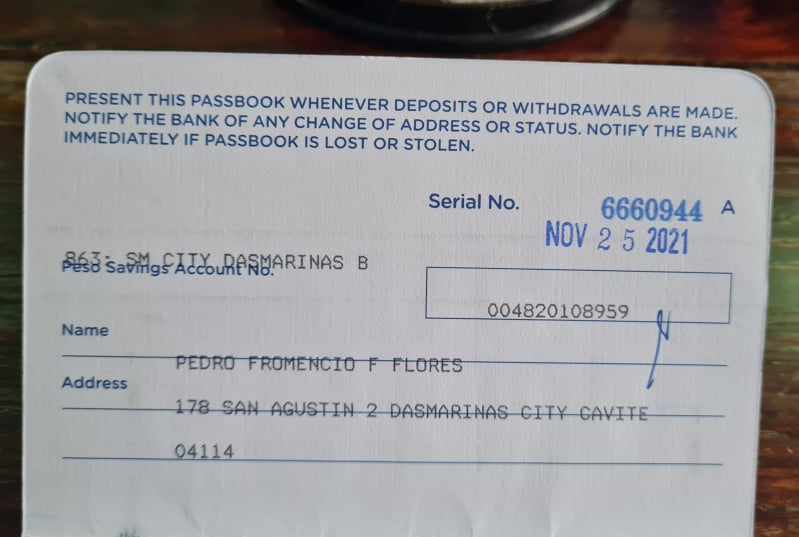 PRESENT THIS PASSBOOK WHENEVER DEPOSITS OR WITHDRAWALS ARE MADE.
NOTIFY THE BANK OF ANY CHANGE OF ADDRESS OR STATUS. NOTIFY THE BANK
IMMEDIATELY IF PASSBOOK IS LOST OR STOLEN.
Serial No. 6660944 A
NOV 25 2021
863: SM CITY DASMARINAS B
Peso Savings Account No.
004820108959
Name
PEDRO FROMENCIO F FLORES
Address
178 SAN AGUSTIN 2 DASMARINAS CITY CAVITE
04114